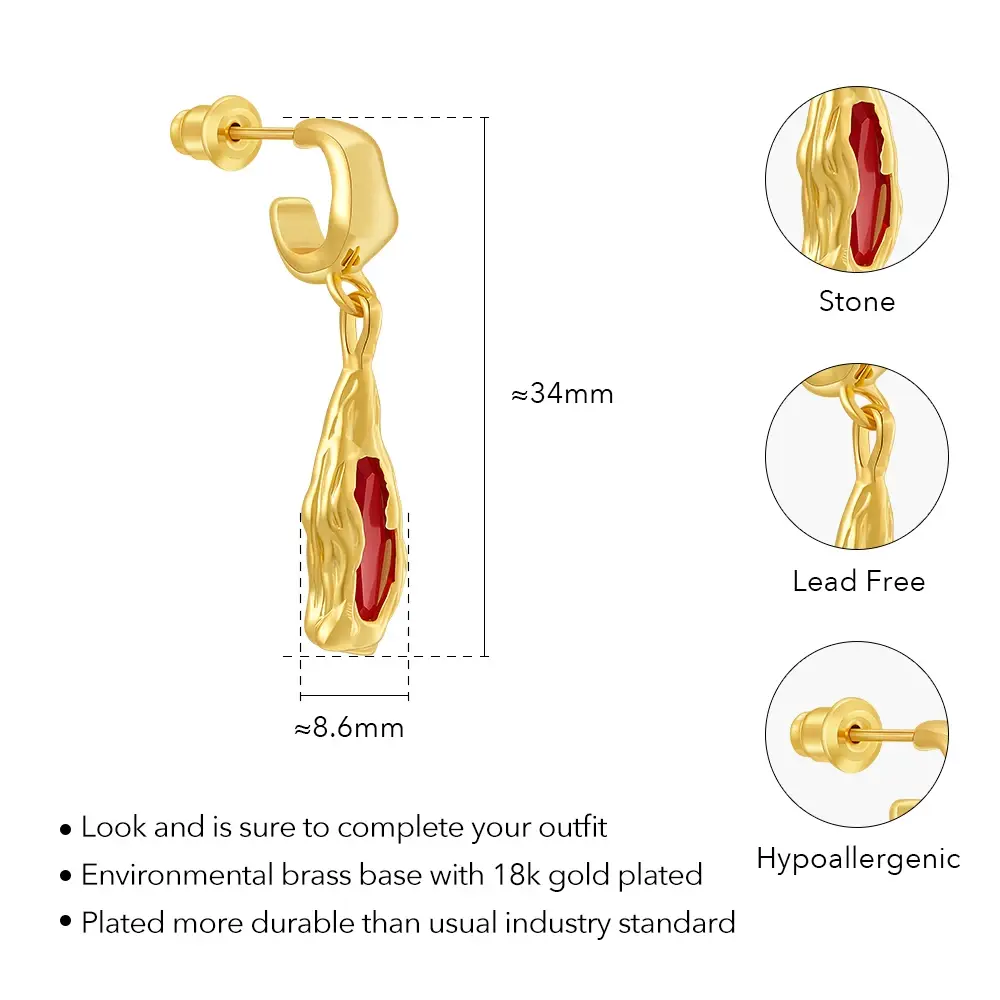 Stone
≈34mm
Lead Free
≈8.6mm
Hypoallergenic
• Look and is sure to complete your outfit
• Environmental brass base with 18k gold plated
• Plated more durable than usual industry standard